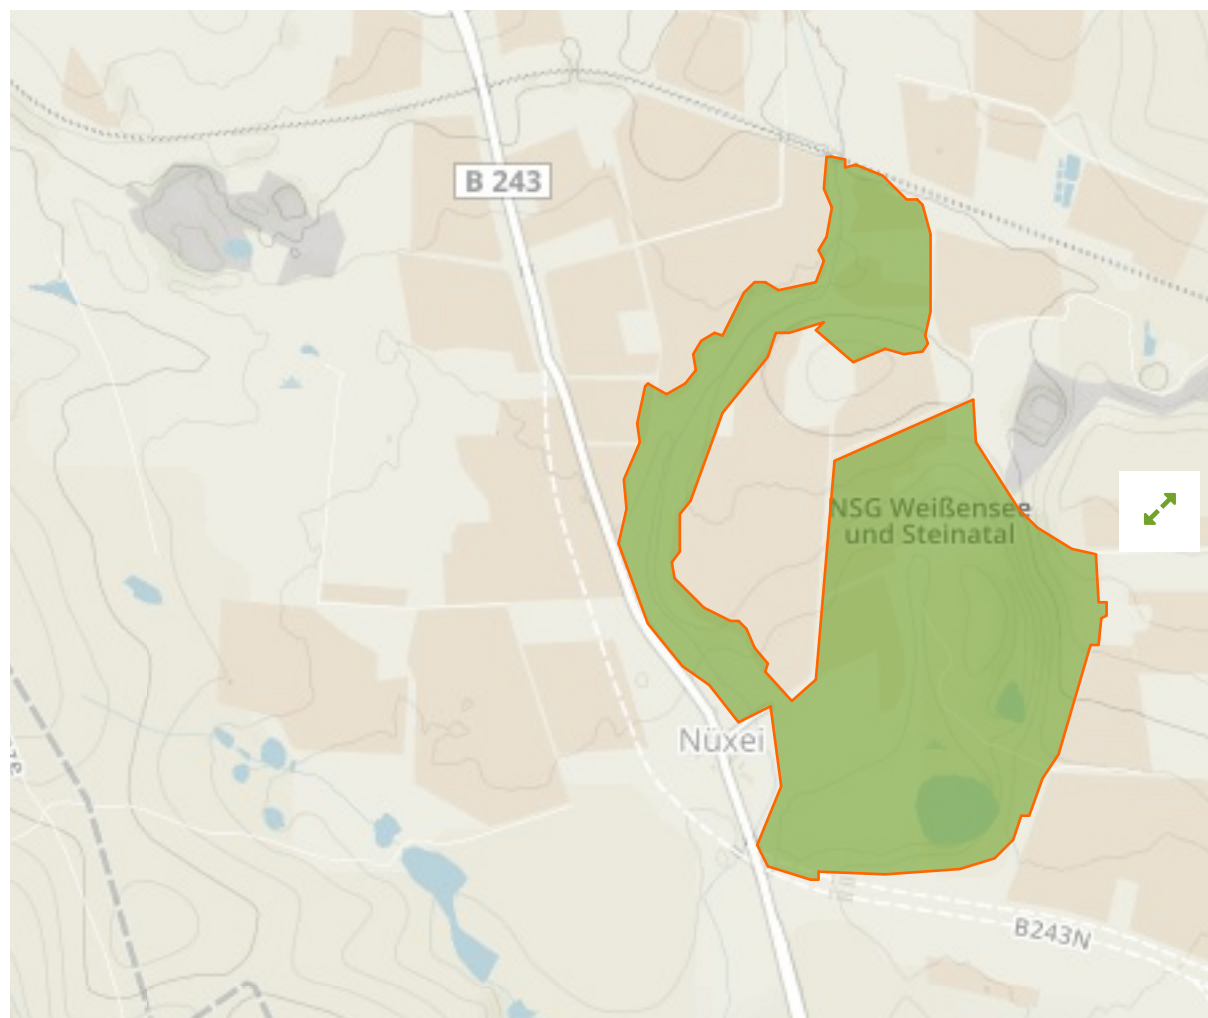 B 243
NSG Weißensee
und Steinatal
Nüxei
B243N